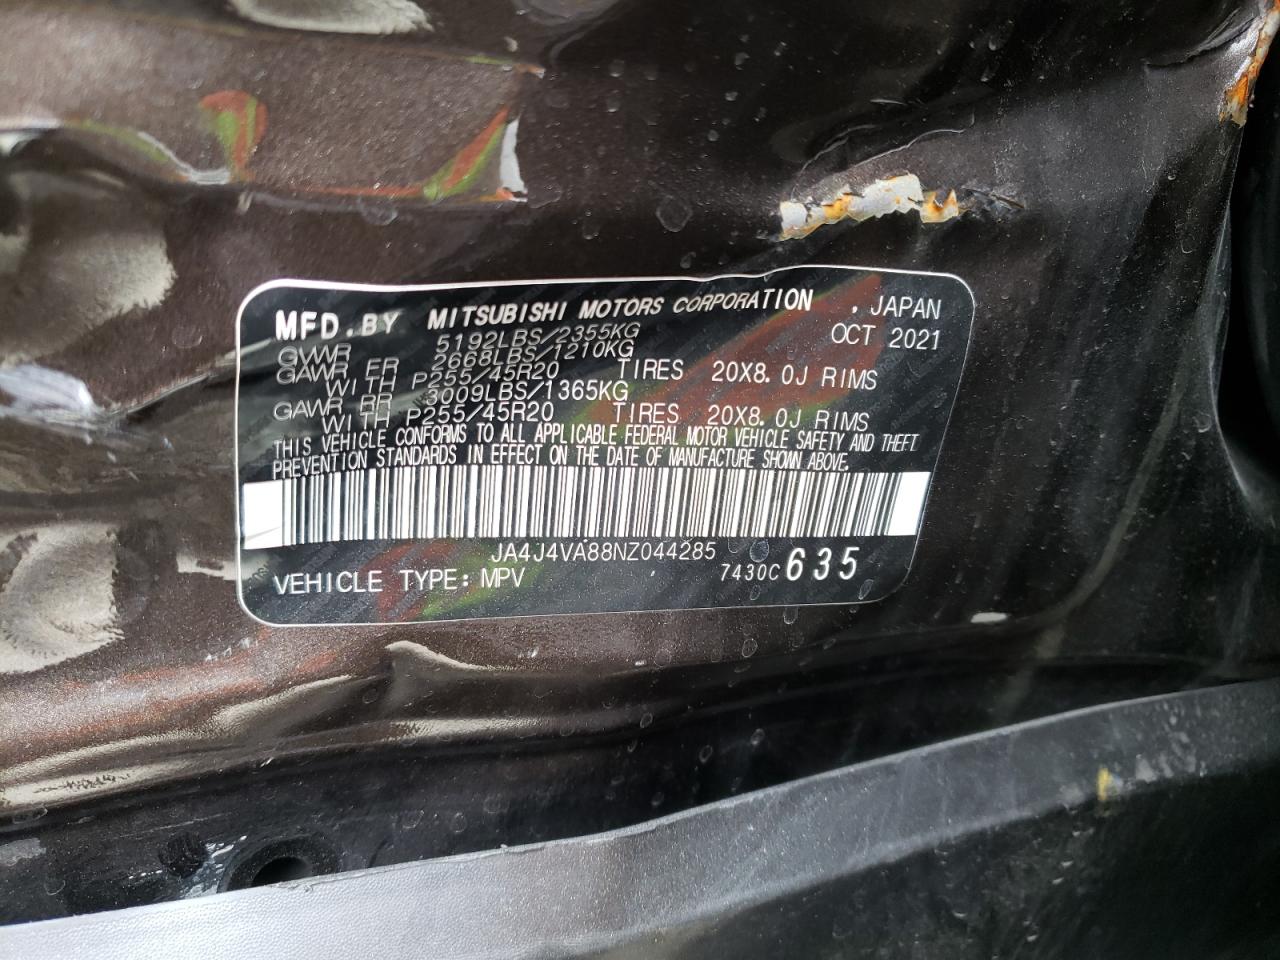 MFD.BY MITSUBISHI MOTORS CORPORATION , JAPAN
GVWR 5192LBS/2355KG OCT 2021
GAWR FR 2668LBS/1210KG
WITH P255/45R20 TIRES 20X8.0J RIMS
GAWR RR 3009LBS/1365KG
WITH P255/45R20 TIRES 20X8.0J RIMS
THIS VEHICLE CONFORMS TO ALL APPLICABLE FEDERAL MOTOR VEHICLE SAFETY AND THEFT
PREVENTION STANDARDS IN EFFECT ON THE DATE OF MANUFACTURE SHOWN ABOVE.
JA4J4VA88NZ044285
VEHICLE TYPE: MPV 7430C 635